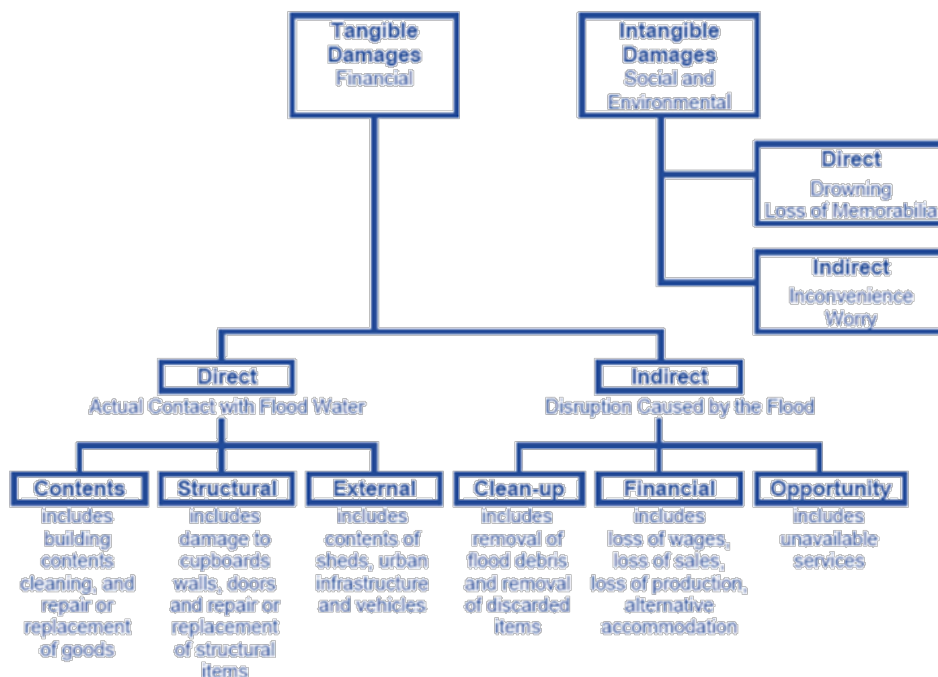 Tangible
Damages
Financial
Intangible
Damages
Social and
Environmental
Direct
Drowning
Loss of Memorabilia
Indirect
Inconvenience
Worry
Direct
Actual Contact with Flood Water
Indirect
Disruption Caused by the Flood
Contents
includes
building
contents
cleaning, and
repair or
replacement
of goods
Structural
includes
damage to
cupboards
walls, doors
and repair or
replacement
of structural
items
External
includes
contents of
sheds, urban
infrastructure
and vehicles
Clean-up
includes
removal of
flood debris
and removal
of discarded
items
Financial
includes
loss of wages,
loss of sales,
loss of production,
alternative
accommodation
Opportunity
includes
unavailable
services